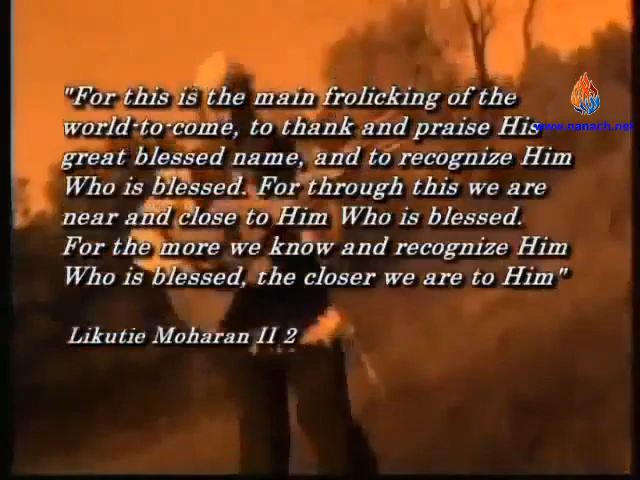 "For this is the main frolicking of the
world-to-come, to thank and praise His
www.nanach.net
great blessed name, and to recognize Him
Who is blessed. For through this we are
near and close to Him Who is blessed.
For the more we know and recognize Him
Who is blessed, the closer we are to Him"
Likutie Moharan II 2